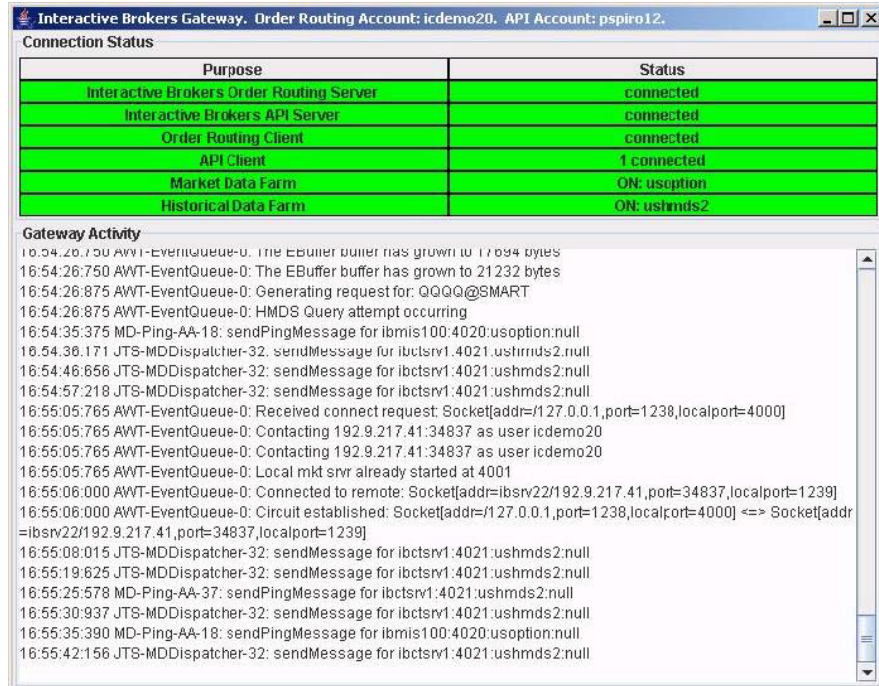 Interactive Brokers Gateway. Order Routing Account: icdemo20. API Account: pspiro12.
Connection Status
Purpose Status
Interactive Brokers Order Routing Server connected
Interactive Brokers API Server connected
Order Routing Client connected
API Client 1 connected
Market Data Farm ON: usoption
Historical Data Farm ON: ushmds2
Gateway Activity
16:54:26:750 AWT-EventQueue-0: The EBuffer buffer has grown to 17694 bytes
16:54:26:750 AWT-EventQueue-0: The EBuffer buffer has grown to 21232 bytes
16:54:26:875 AWT-EventQueue-0: Generating request for: QQQQ@SMART
16:54:26:875 AWT-EventQueue-0: HMDS Query attempt occurring
16:54:35:375 MD-Ping-AA-18: sendPingMessage for ibmis100:4020:usoption:null
16:54:36:171 JTS-MDDispatcher-32: sendMessage for ibctsrv1:4021:ushmds2:null
16:54:46:656 JTS-MDDispatcher-32: sendMessage for ibctsrv1:4021:ushmds2:null
16:54:57:218 JTS-MDDispatcher-32: sendMessage for ibctsrv1:4021:ushmds2:null
16:55:05:765 AWT-EventQueue-0: Received connect request: Socket[addr=/127.0.0.1,port=1238,localport=4000]
16:55:05:765 AWT-EventQueue-0: Contacting 192.9.217.41:34837 as user icdemo20
16:55:05:765 AWT-EventQueue-0: Contacting 192.9.217.41:34837 as user icdemo20
16:55:05:765 AWT-EventQueue-0: Local mkt srvr already started at 4001
16:55:06:000 AWT-EventQueue-0: Connected to remote: Socket[addr=ibsrv22/192.9.217.41,port=34837,localport=1239]
16:55:06:000 AWT-EventQueue-0: Circuit established: Socket[addr=/127.0.0.1,port=1238,localport=4000] <=> Socket[addr
=ibsrv22/192.9.217.41,port=34837,localport=1239]
16:55:08:015 JTS-MDDispatcher-32: sendMessage for ibctsrv1:4021:ushmds2:null
16:55:19:625 JTS-MDDispatcher-32: sendMessage for ibctsrv1:4021:ushmds2:null
16:55:25:578 MD-Ping-AA-37: sendPingMessage for ibctsrv1:4021:ushmds2:null
16:55:30:937 JTS-MDDispatcher-32: sendMessage for ibctsrv1:4021:ushmds2:null
16:55:35:390 MD-Ping-AA-18: sendPingMessage for ibmis100:4020:usoption:null
16:55:42:156 JTS-MDDispatcher-32: sendMessage for ibctsrv1:4021:ushmds2:null